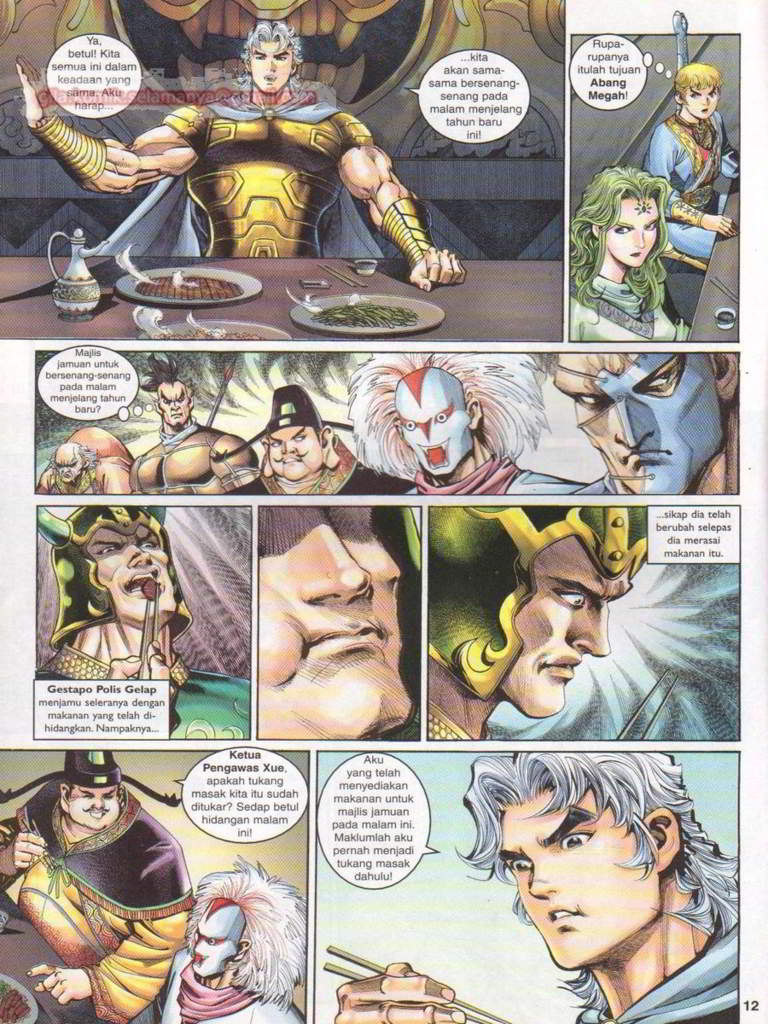 Ya,
betul! Kita
semua ini dalam
keadaan yang
sama. Aku
harap...
...kita
akan sama-
sama bersenang-
senang pada
malam menjelang
tahun baru
ini!
Rupa-
rupanya
itulah tujuan
Abang
Megah!
Majlis
jamuan untuk
bersenang-senang
pada malam
menjelang tahun
baru?
Gestapo Polis Gelap
menjamu seleranya dengan
makanan yang telah di-
hidangkan. Nampaknya...
...sikap dia telah
berubah selepas
dia merasai
makanan itu.
Ketua
Pengawas Xue,
apakah tukang
masak kita itu sudah
ditukar? Sedap betul
hidangan malam
ini!
Aku
yang telah
menyediakan
makanan untuk
majlis jamuan
pada malam ini.
Maklumlah aku
pernah menjadi
tukang masak
dahulu!
12